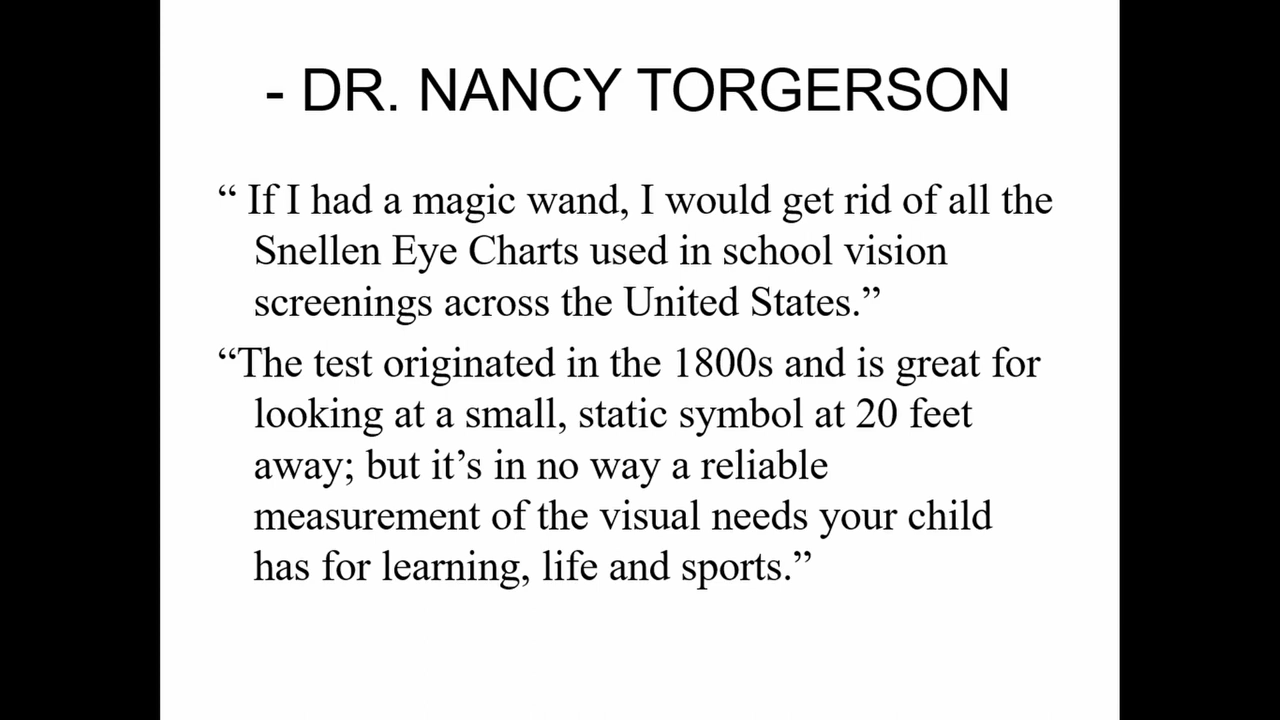 - DR. NANCY TORGERSON
“ If I had a magic wand, I would get rid of all the
Snellen Eye Charts used in school vision
screenings across the United States.”
“The test originated in the 1800s and is great for
looking at a small, static symbol at 20 feet
away; but it’s in no way a reliable
measurement of the visual needs your child
has for learning, life and sports.”